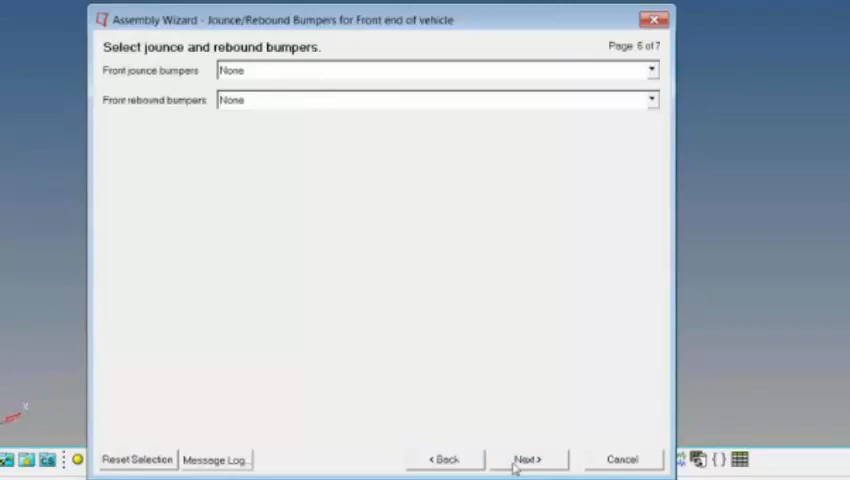 Assembly Wizard - Jounce/Rebound Bumpers for Front end of vehicle
Select jounce and rebound bumpers.
Page 6 of 7
Front jounce bumpers
None
Front rebound bumpers
None
X
Reset Selection
Message Log...
< Back
Next >
Cancel
CS
{ }